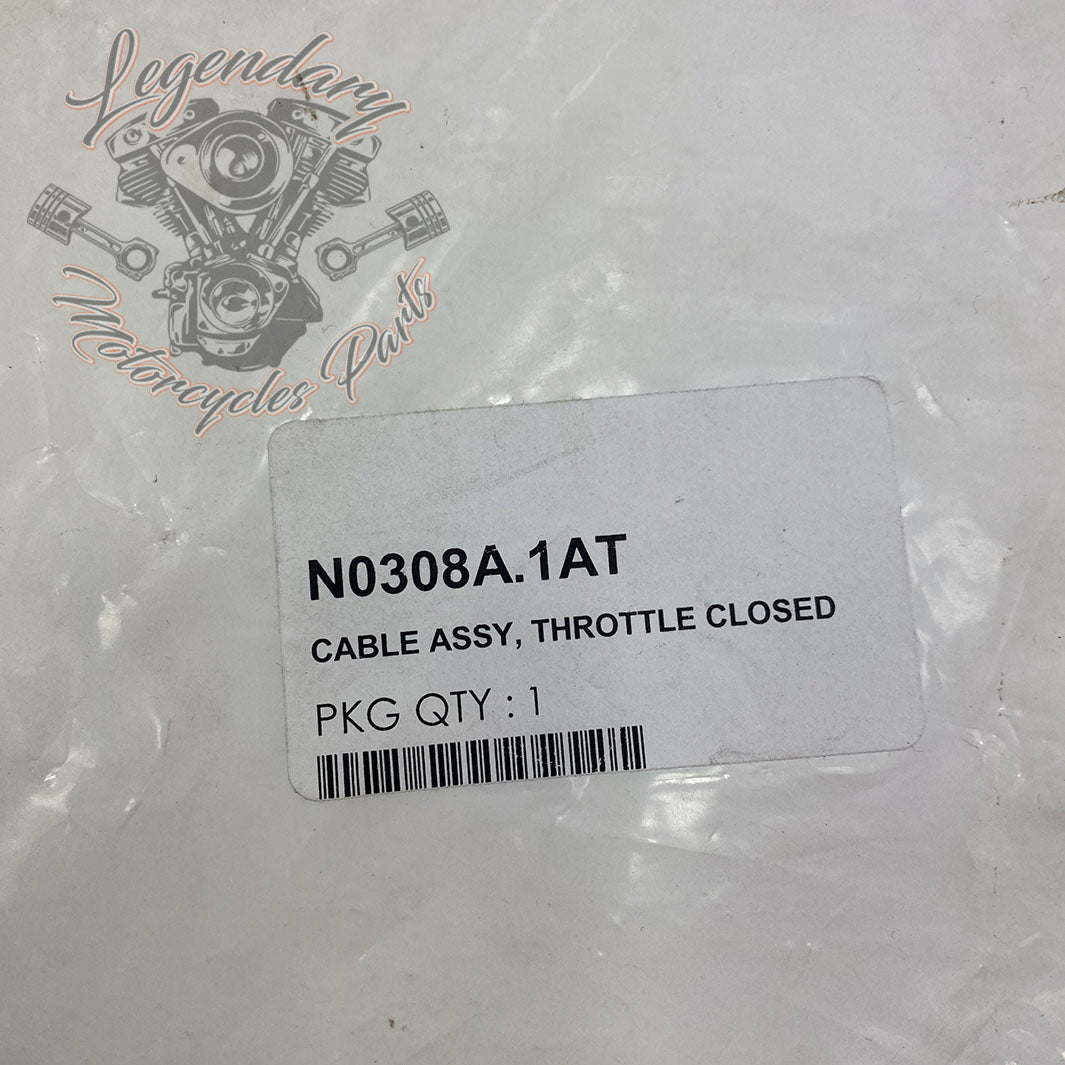 Legendary
Motorcycles Parts
N0308A.1AT
CABLE ASSY, THROTTLE CLOSED
PKG QTY : 1